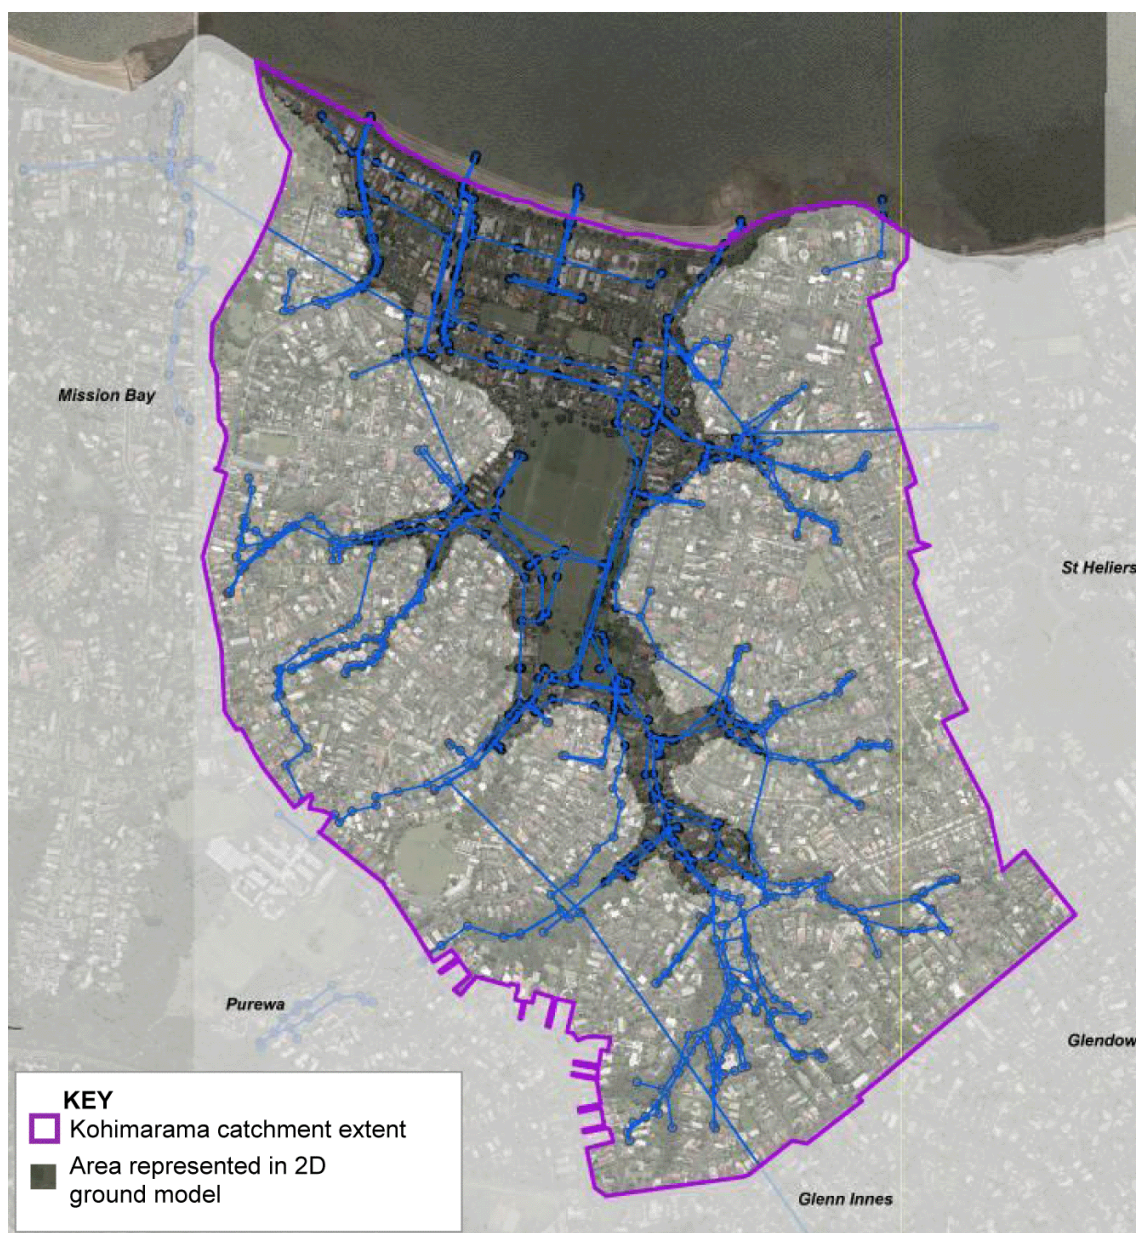 Mission Bay
St Heliers
Purewa
Glendow
Glenn Innes
KEY
Kohimarama catchment extent
Area represented in 2D
ground model